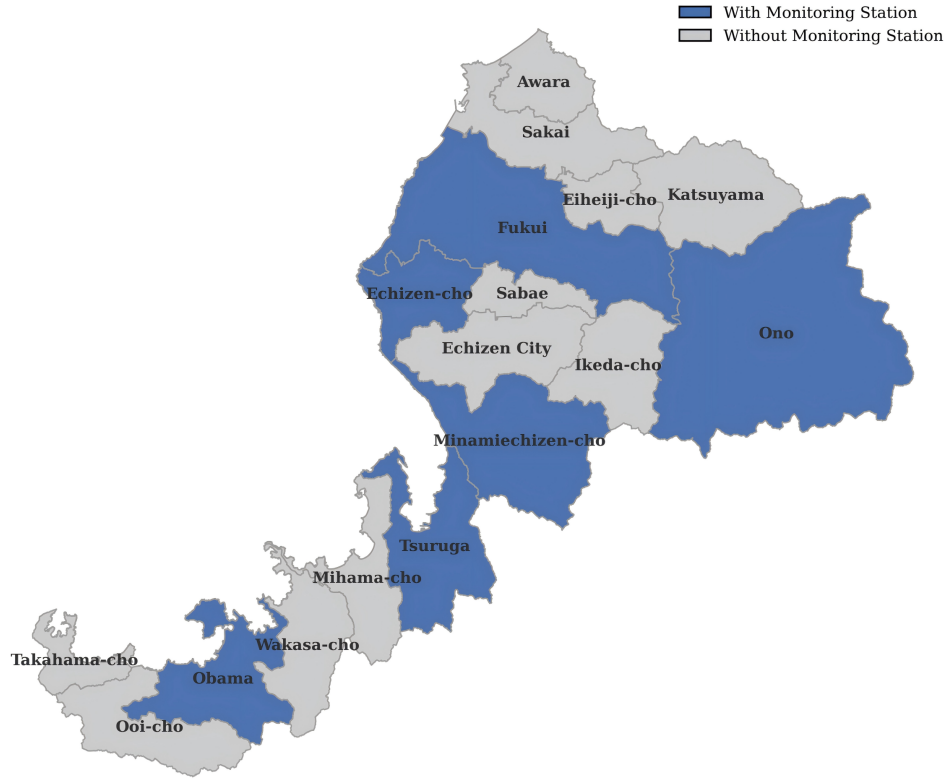 With Monitoring Station
Without Monitoring Station
Awara
Sakai
Katsuyama
Eiheiji-cho
Fukui
Echizen-cho
Sabae
Ono
Echizen City
Ikeda-cho
Minamiechizen-cho
Tsuruga
Mihama-cho
Wakasa-cho
Takahama-cho
Obama
Ooi-cho